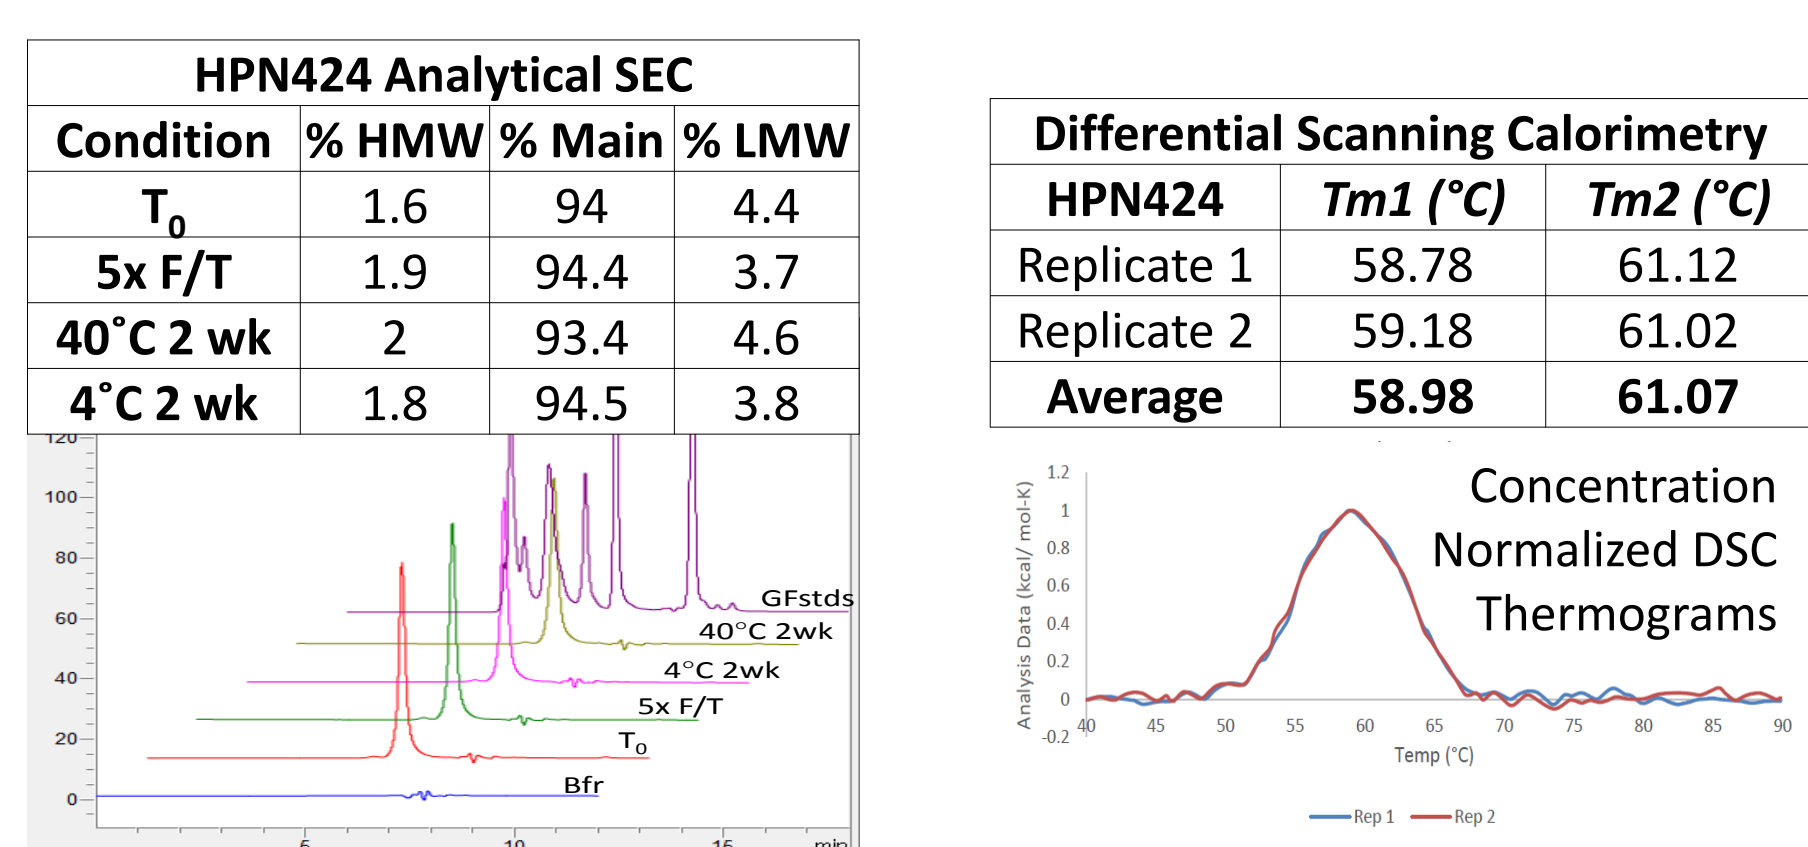 HPN424 Analytical SEC
Condition % HMW % Main % LMW
T0 1.6 94 4.4
5x F/T 1.9 94.4 3.7
40°C 2 wk 2 93.4 4.6
4°C 2 wk 1.8 94.5 3.8
120
100
80
60
40
20
0
GFstds
40°C 2wk
4°C 2wk
5x F/T
T0
Bfr
5 10 15 min
Differential Scanning Calorimetry
HPN424 Tm1 (°C) Tm2 (°C)
Replicate 1 58.78 61.12
Replicate 2 59.18 61.02
Average 58.98 61.07
Concentration
Normalized DSC
Thermograms
Analysis Data (kcal/ mol-K)
1.2
1
0.8
0.6
0.4
0.2
0
-0.2
40 45 50 55 60 65 70 75 80 85 90
Temp (°C)
Rep 1 Rep 2